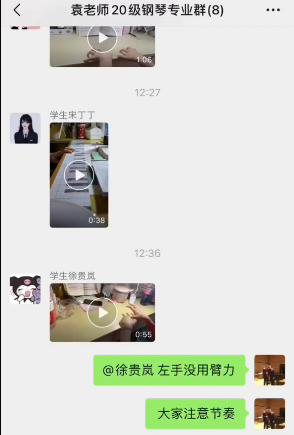 袁老师20级钢琴专业群(8)
1:06
12:27
学生宋丁丁
0:38
12:36
学生徐贵岚
0:55
@徐贵岚 左手没用臂力
大家注意节奏